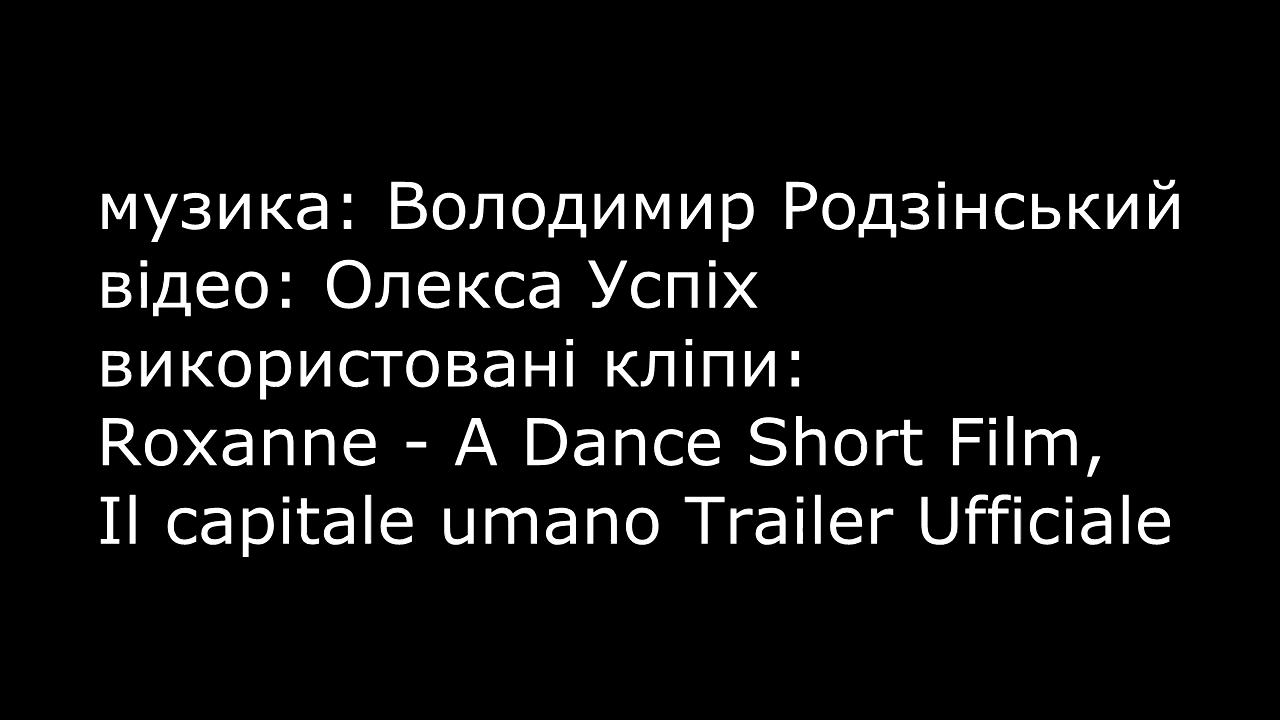 музика: Володимир Родзінський
відео: Олекса Успіх
використовані кліпи:
Roxanne - A Dance Short Film,
Il capitale umano Trailer Ufficiale